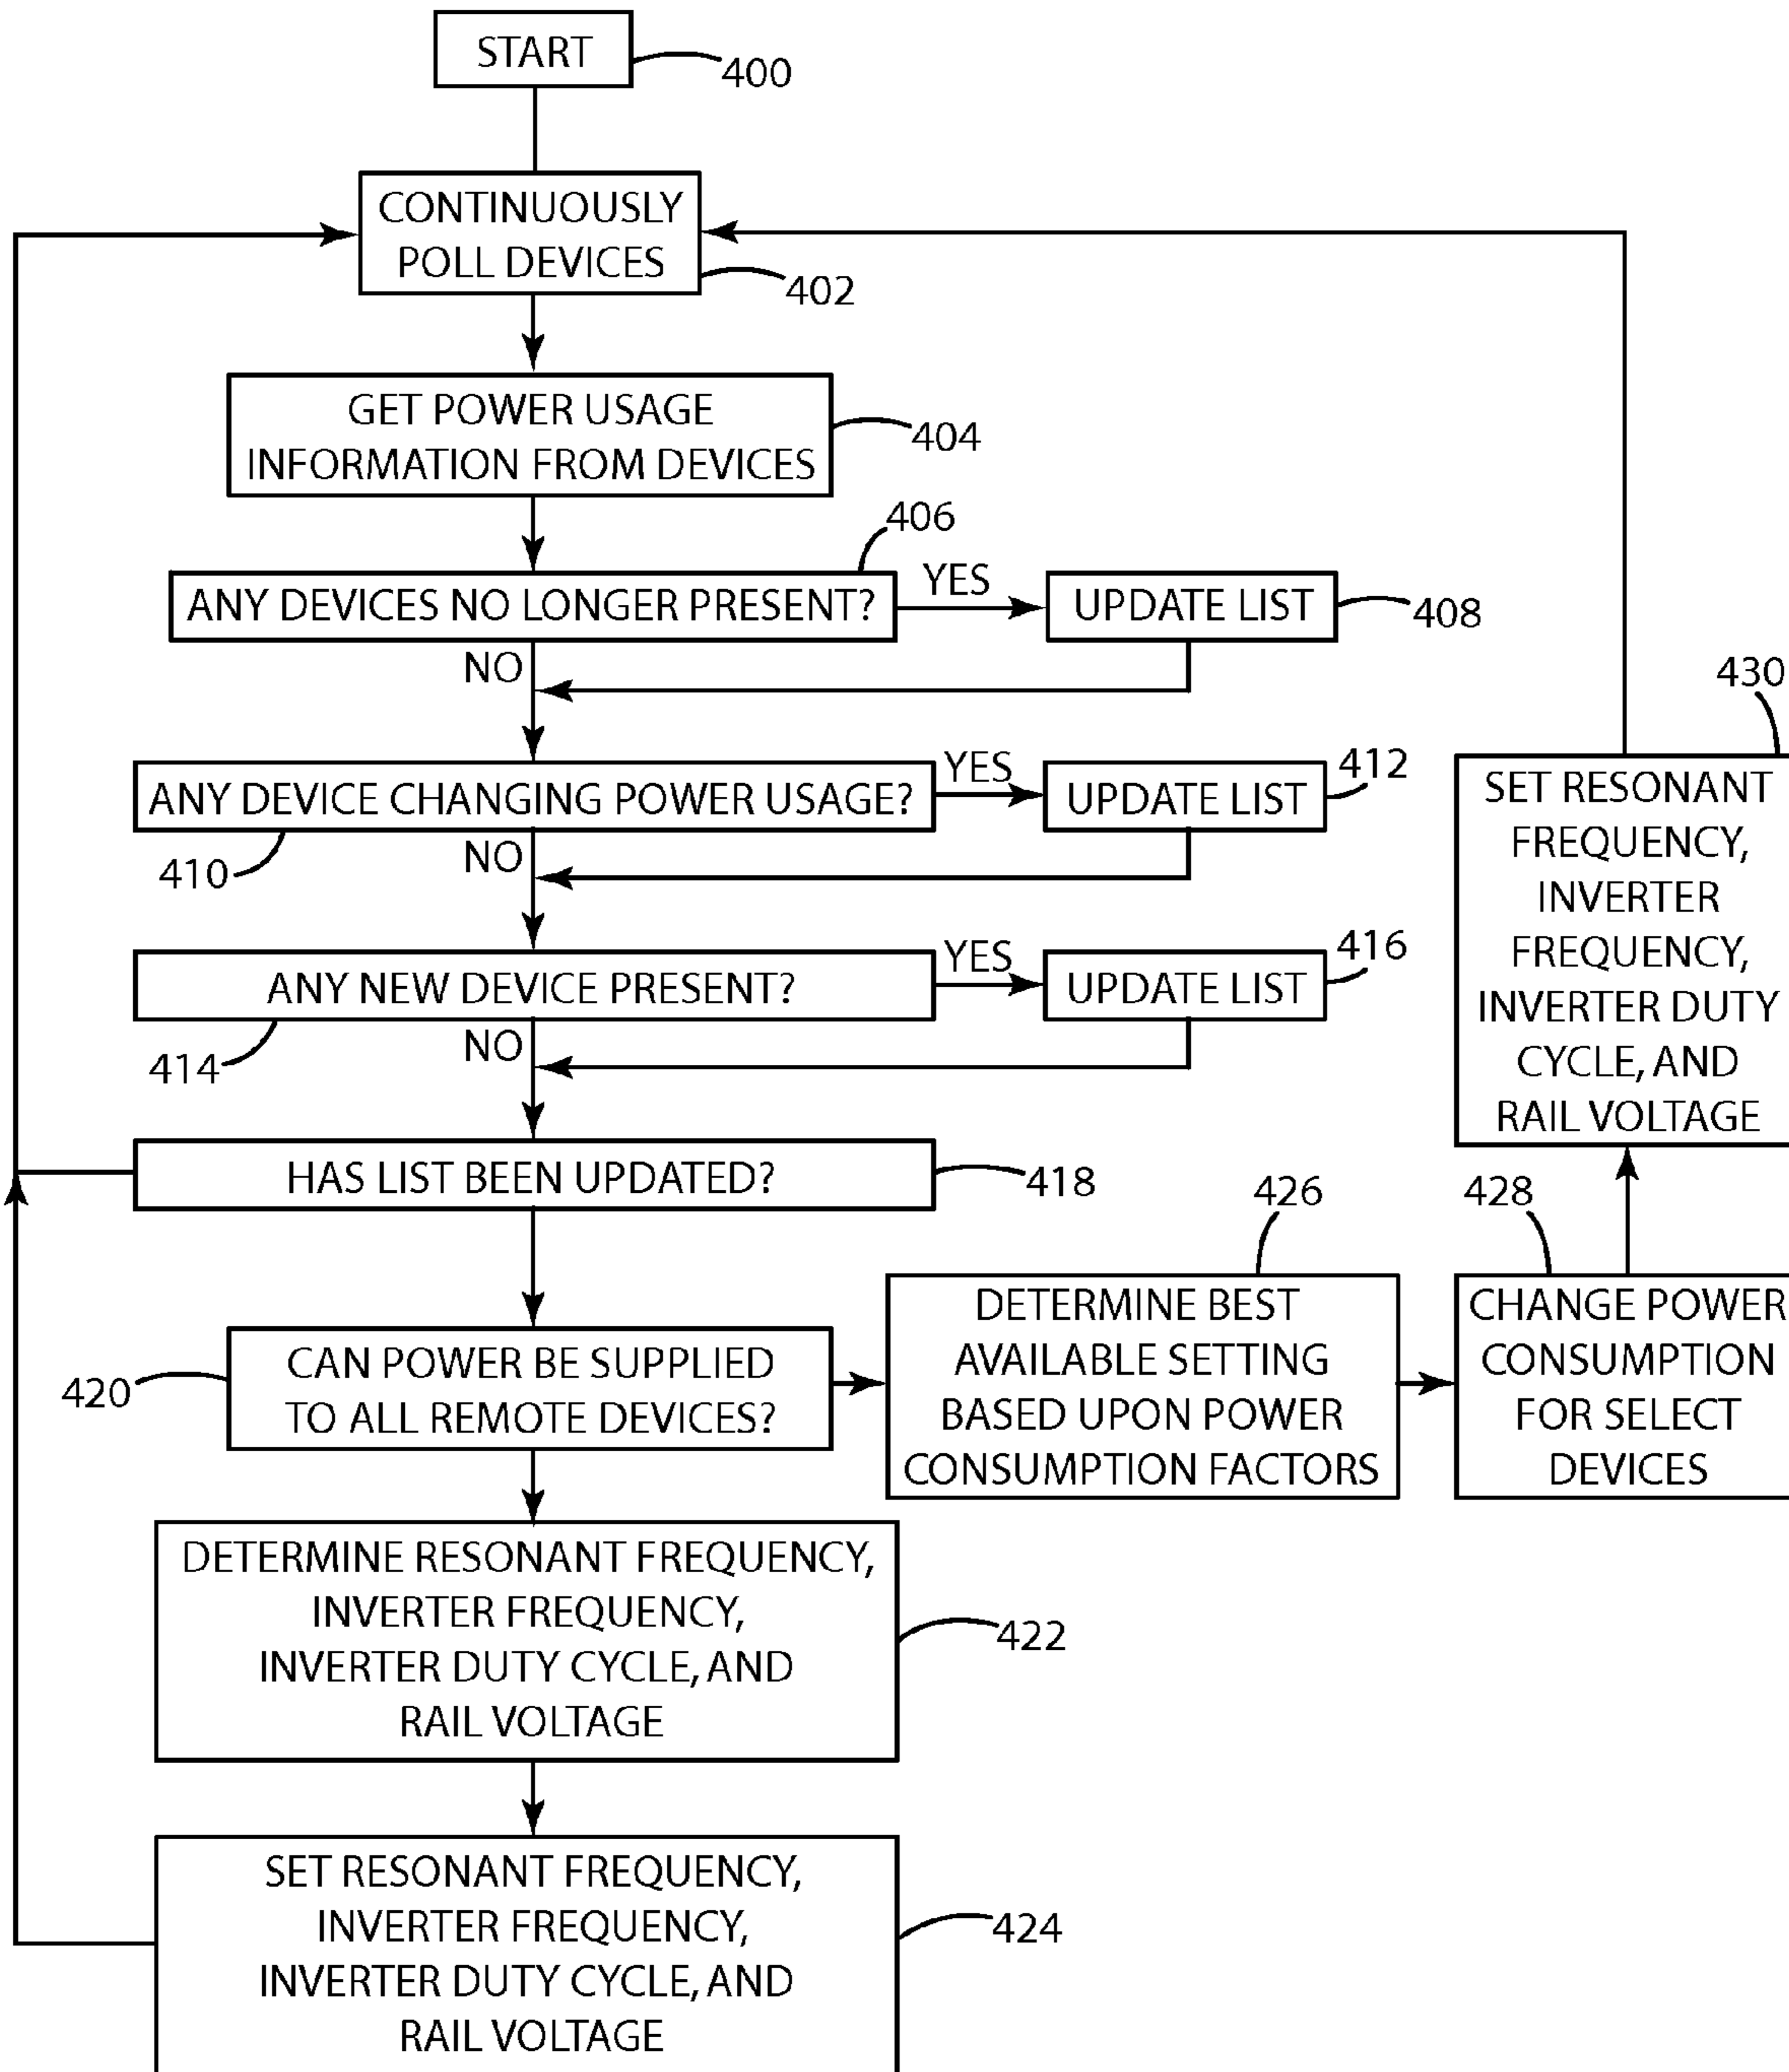 START
400
CONTINUOUSLY
POLL DEVICES
402
GET POWER USAGE
INFORMATION FROM DEVICES
404
406
ANY DEVICES NO LONGER PRESENT?
YES
UPDATE LIST
408
NO
430
ANY DEVICE CHANGING POWER USAGE?
YES
UPDATE LIST
412
410
NO
SET RESONANT
FREQUENCY,
INVERTER
FREQUENCY,
INVERTER DUTY
CYCLE, AND
RAIL VOLTAGE
ANY NEW DEVICE PRESENT?
YES
UPDATE LIST
416
414
NO
HAS LIST BEEN UPDATED?
418
426
428
CAN POWER BE SUPPLIED
TO ALL REMOTE DEVICES?
420
DETERMINE BEST
AVAILABLE SETTING
BASED UPON POWER
CONSUMPTION FACTORS
CHANGE POWER
CONSUMPTION
FOR SELECT
DEVICES
DETERMINE RESONANT FREQUENCY,
INVERTER FREQUENCY,
INVERTER DUTY CYCLE, AND
RAIL VOLTAGE
422
SET RESONANT FREQUENCY,
INVERTER FREQUENCY,
INVERTER DUTY CYCLE, AND
RAIL VOLTAGE
424